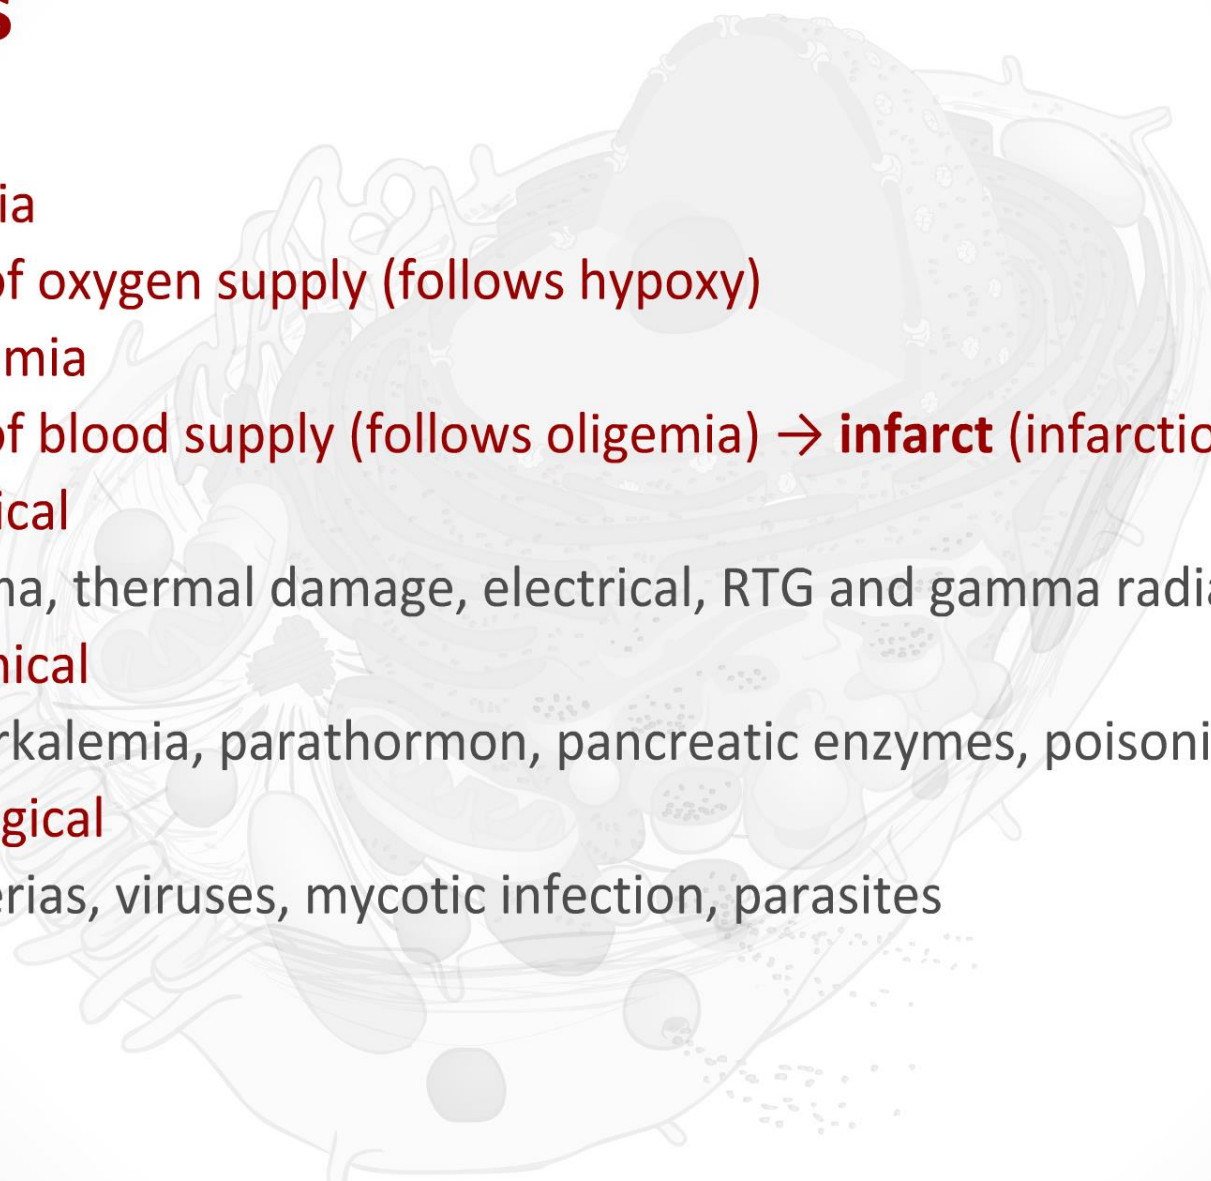 s
ia
of oxygen supply (follows hypoxy)
mia
of blood supply (follows oligemia) → infarct (infarctio
ical
na, thermal damage, electrical, RTG and gamma radia
nical
rkalemia, parathormon, pancreatic enzymes, poisoni
gical
erias, viruses, mycotic infection, parasites